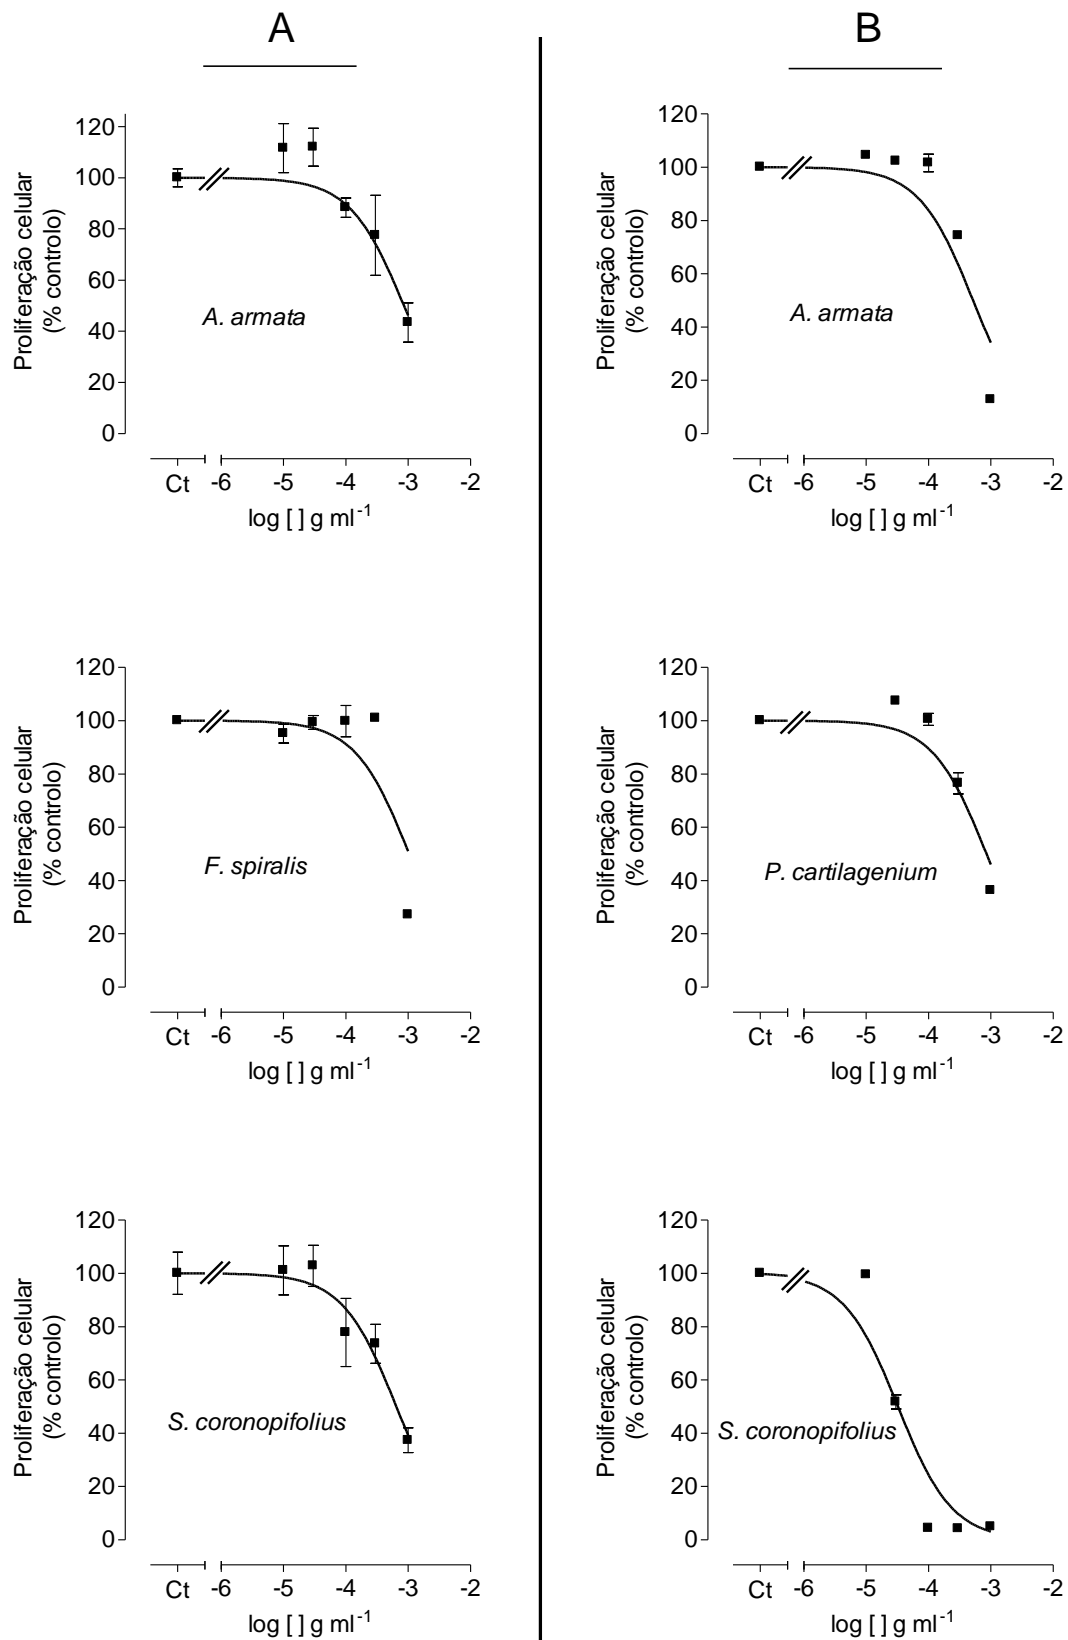 A
B
120
100
80
60
40
20
0
Proliferação celular
(% controlo)
A. armata
Ct -6 -5 -4 -3 -2
log [ ] g ml-1
120
100
80
60
40
20
0
Proliferação celular
(% controlo)
A. armata
Ct -6 -5 -4 -3 -2
log [ ] g ml-1
120
100
80
60
40
20
0
Proliferação celular
(% controlo)
F. spiralis
Ct -6 -5 -4 -3 -2
log [ ] g ml-1
120
100
80
60
40
20
0
Proliferação celular
(% controlo)
P. cartilagenium
Ct -6 -5 -4 -3 -2
log [ ] g ml-1
120
100
80
60
40
20
0
Proliferação celular
(% controlo)
S. coronopifolius
Ct -6 -5 -4 -3 -2
log [ ] g ml-1
120
100
80
60
40
20
0
Proliferação celular
(% controlo)
S. coronopifolius
Ct -6 -5 -4 -3 -2
log [ ] g ml-1